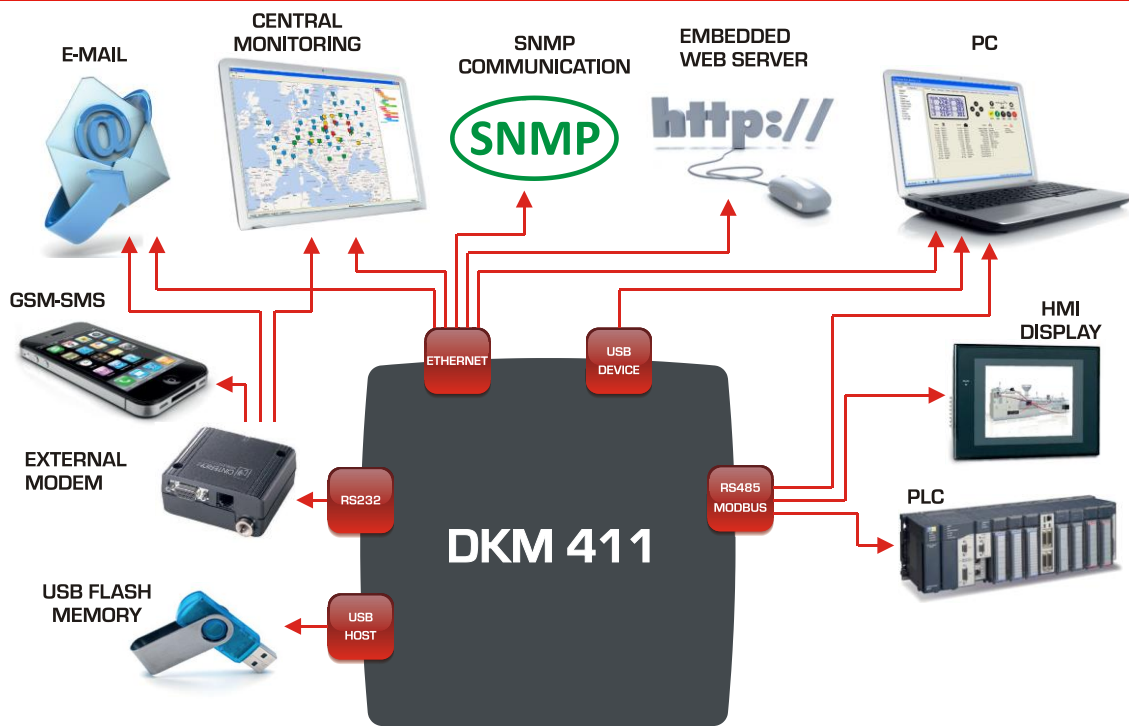 CENTRAL
MONITORING
E-MAIL
SNMP
COMMUNICATION
EMBEDDED
WEB SERVER
PC
SNMP
http://
GSM-SMS
HMI
DISPLAY
ETHERNET
USB
DEVICE
EXTERNAL
MODEM
RS232
RS485
MODBUS
PLC
DKM 411
USB FLASH
MEMORY
USB
HOST